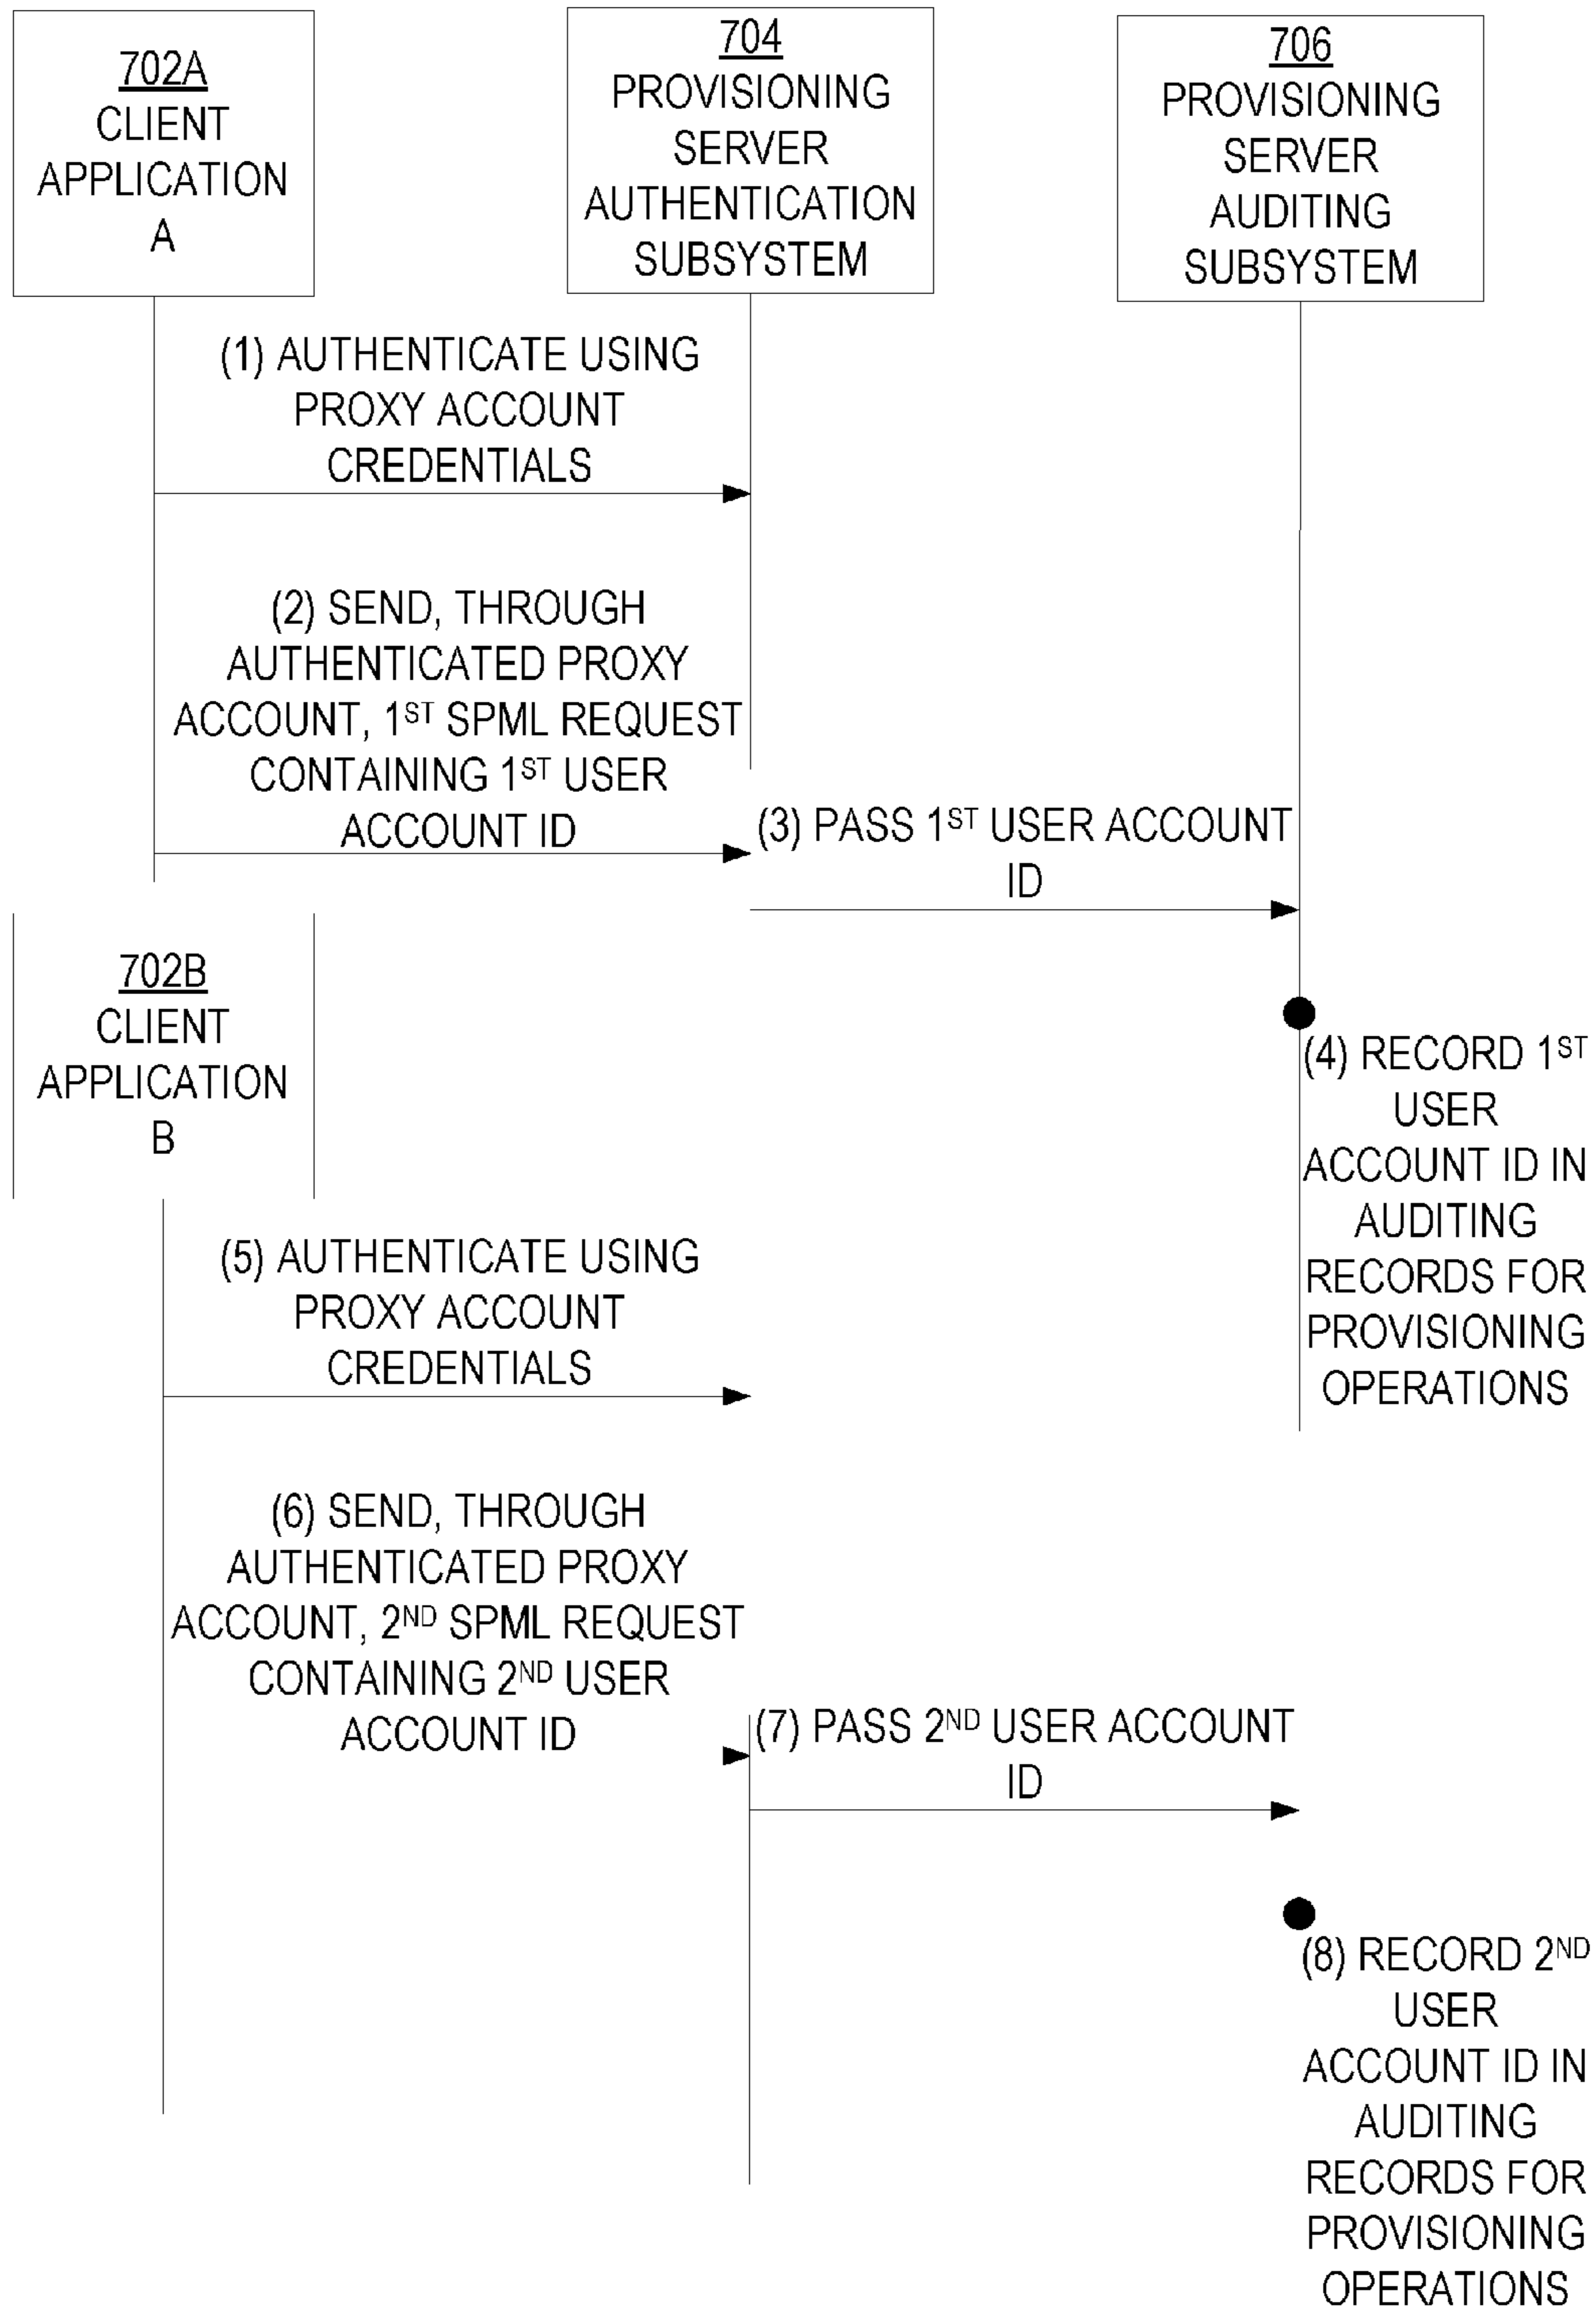 702A
CLIENT
APPLICATION
A
704
PROVISIONING
SERVER
AUTHENTICATION
SUBSYSTEM
706
PROVISIONING
SERVER
AUDITING
SUBSYSTEM
(1) AUTHENTICATE USING
PROXY ACCOUNT
CREDENTIALS
(2) SEND, THROUGH
AUTHENTICATED PROXY
ACCOUNT, 1ST SPML REQUEST
CONTAINING 1ST USER
ACCOUNT ID
(3) PASS 1ST USER ACCOUNT
ID
702B
CLIENT
APPLICATION
B
(4) RECORD 1ST
USER
ACCOUNT ID IN
AUDITING
RECORDS FOR
PROVISIONING
OPERATIONS
(5) AUTHENTICATE USING
PROXY ACCOUNT
CREDENTIALS
(6) SEND, THROUGH
AUTHENTICATED PROXY
ACCOUNT, 2ND SPML REQUEST
CONTAINING 2ND USER
ACCOUNT ID
(7) PASS 2ND USER ACCOUNT
ID
(8) RECORD 2ND
USER
ACCOUNT ID IN
AUDITING
RECORDS FOR
PROVISIONING
OPERATIONS